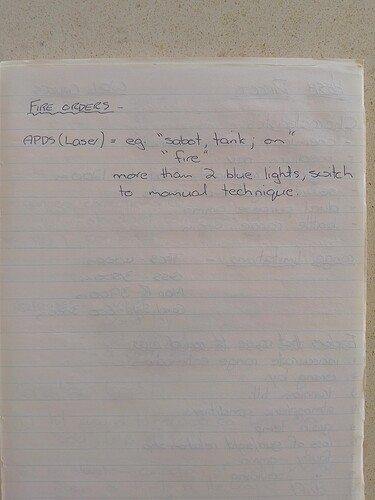 FIRE ORDERS -
APDS (Laser) = eg. "sabot, tank; on"
"fire"
more than 2 blue lights, switch
to manual technique